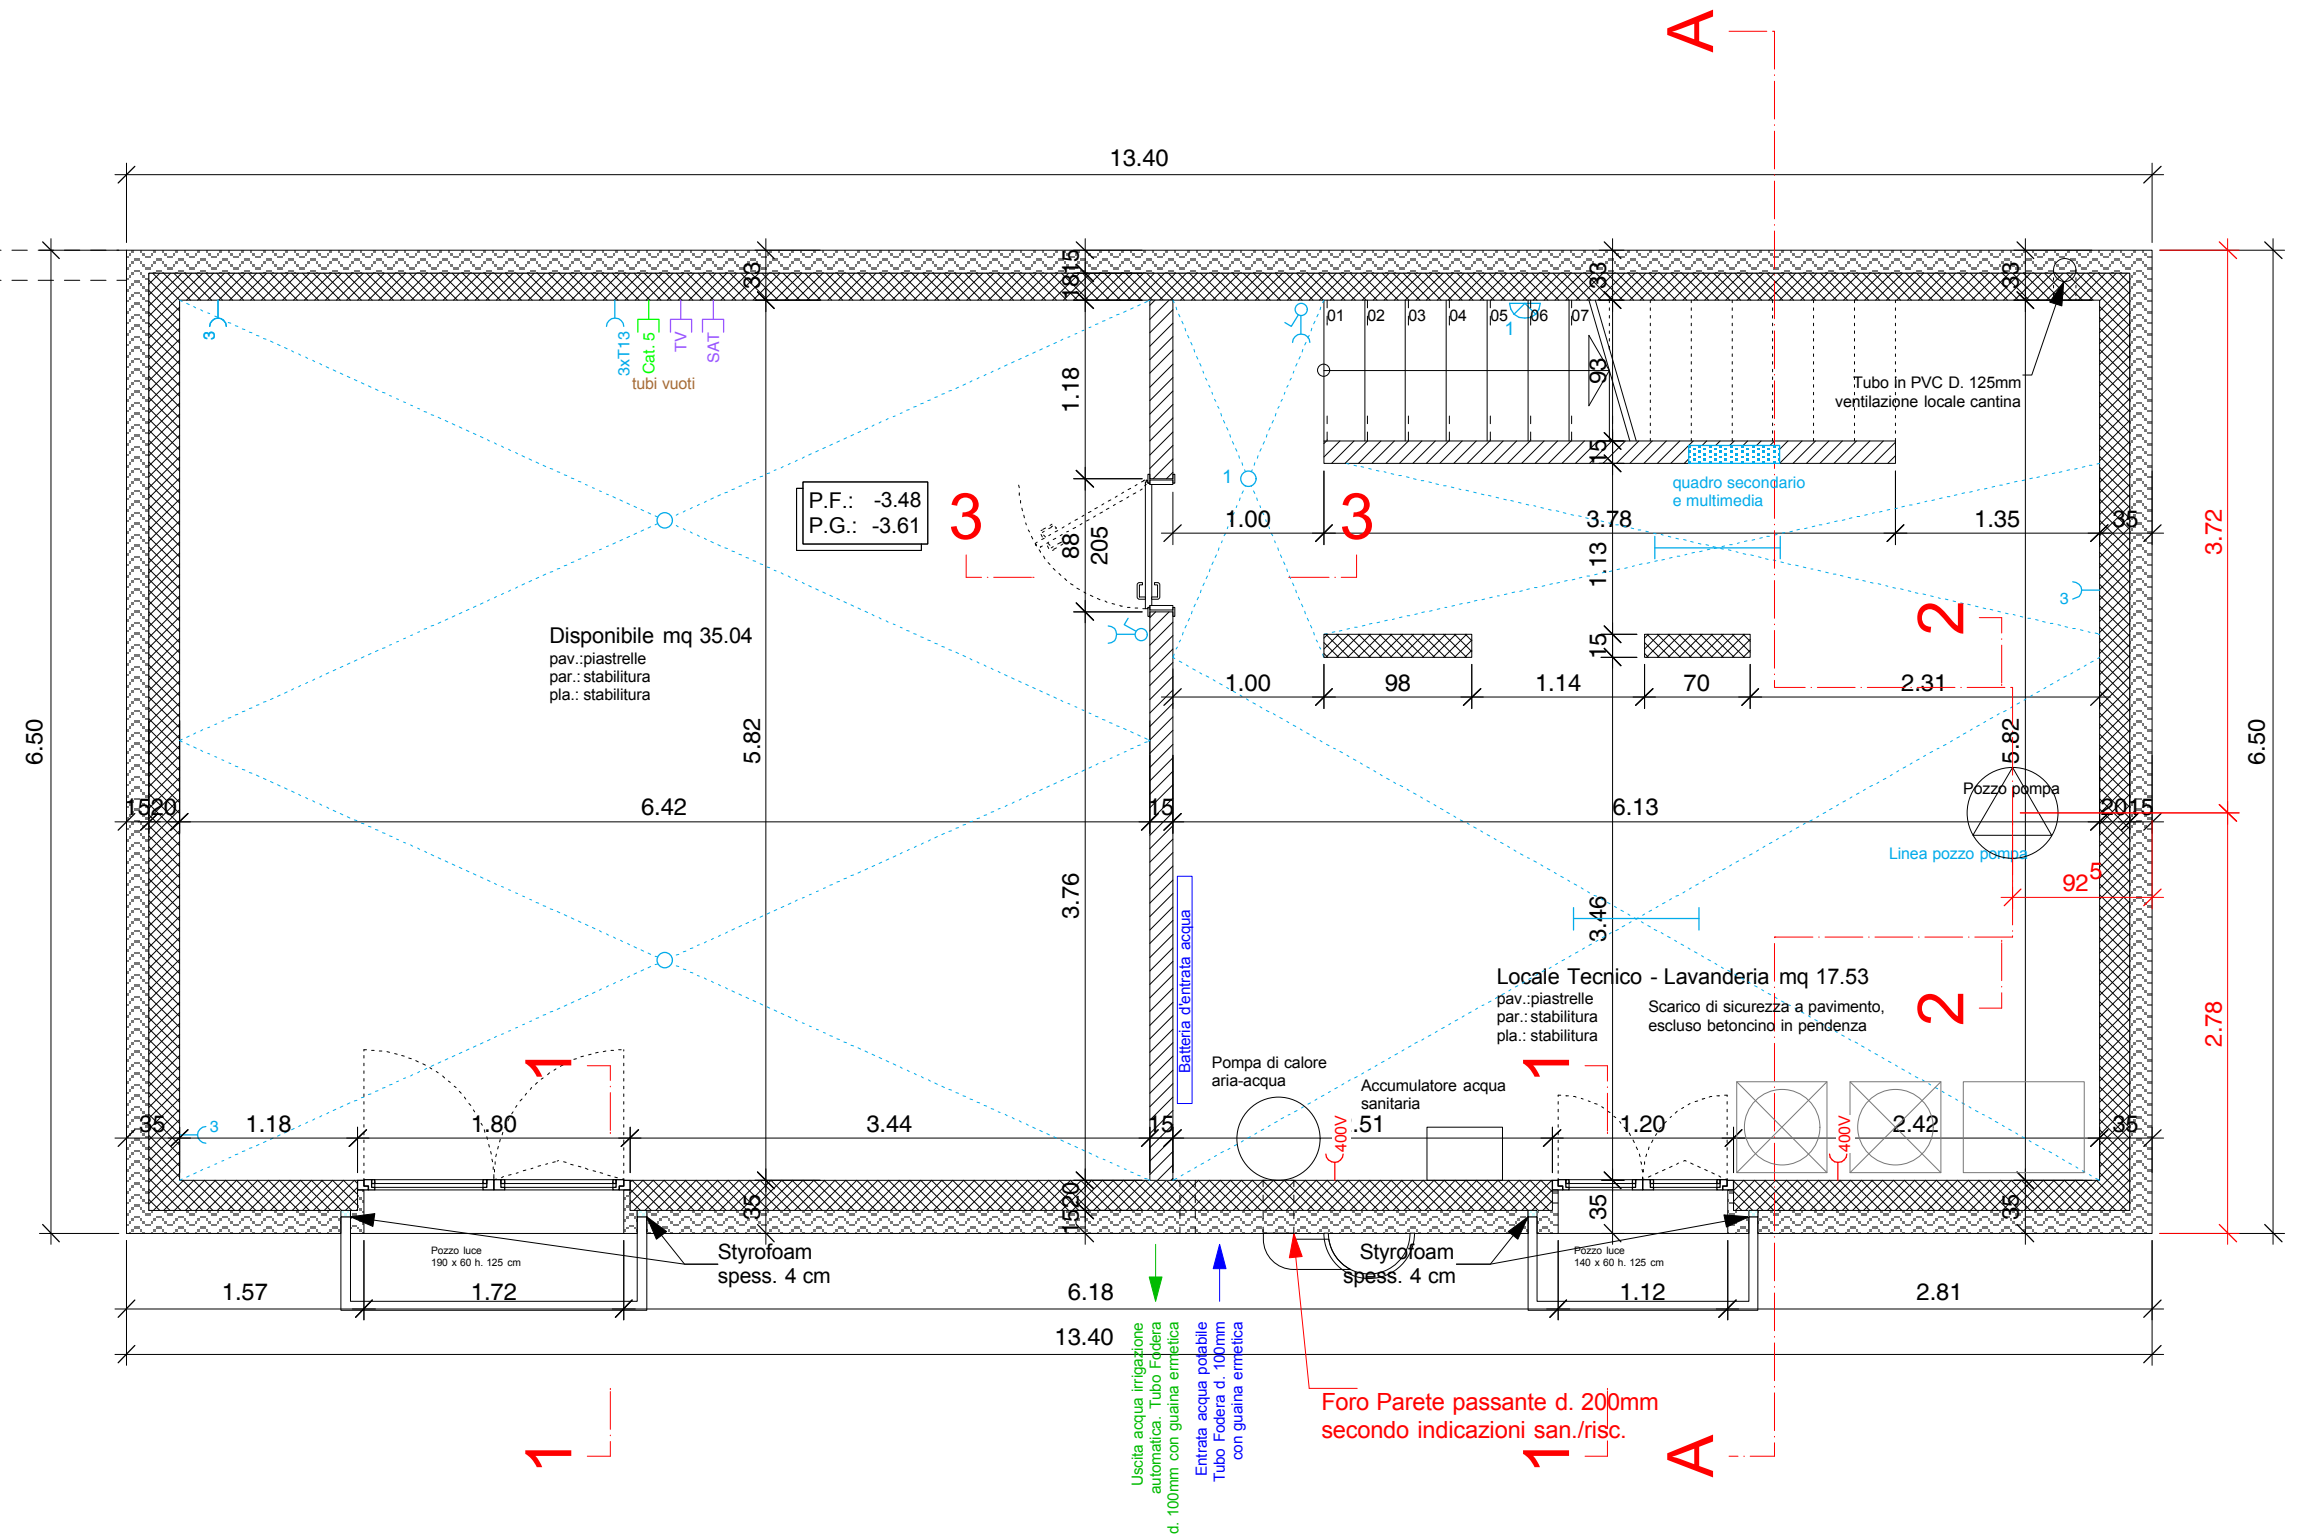 A
13.40
33
1815
33
33
01 02 03 04 05 06 07
3
3xT13
Cat. 5
TV
SAT
tubi vuoti
1
1.18
93
Tubo in PVC D. 125mm
ventilazione locale cantina
15
1
quadro secondario
e multimedia
P.F.: -3.48
P.G.: -3.61
3
3
1.00
3.78
1.35
35
3.72
88
205
1.13
3
2
Disponibile mq 35.04
pav.:piastrelle
par.: stabilitura
pla.: stabilitura
15
1.00
98
1.14
70
2.31
6.50
5.82
5.82
6.50
Pozzo pompa
1520
6.42
15
6.13
2015
Linea pozzo pompa
92⁵
3.76
3.46
Batteria d'entrata acqua
Locale Tecnico - Lavanderia mq 17.53
pav.:piastrelle
par.: stabilitura
pla.: stabilitura
Scarico di sicurezza a pavimento,
escluso betoncino in pendenza
2
2.78
1
1
Pompa di calore
aria-acqua
Accumulatore acqua
sanitaria
35
3
1.18
1.80
3.44
15
.51
400V
1.20
400V
2.42
35
35
1520
35
35
Pozzo luce
190 x 60 h. 125 cm
Styrofoam
spess. 4 cm
Styrofoam
spess. 4 cm
Pozzo luce
140 x 60 h. 125 cm
1.57
1.72
6.18
1.12
2.81
13.40
Uscita acqua irrigazione
automatica. Tubo Fodera
d. 100mm con guaina ermetica
Entrata acqua potabile
Tubo Fodera d. 100mm
con guaina ermetica
Foro Parete passante d. 200mm
secondo indicazioni san./risc.
1
1
A